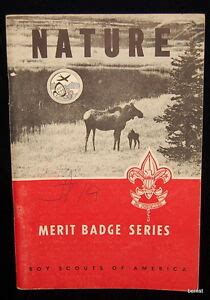 NATURE
MERIT BADGE SERIES
BOY SCOUTS OF AMERICA